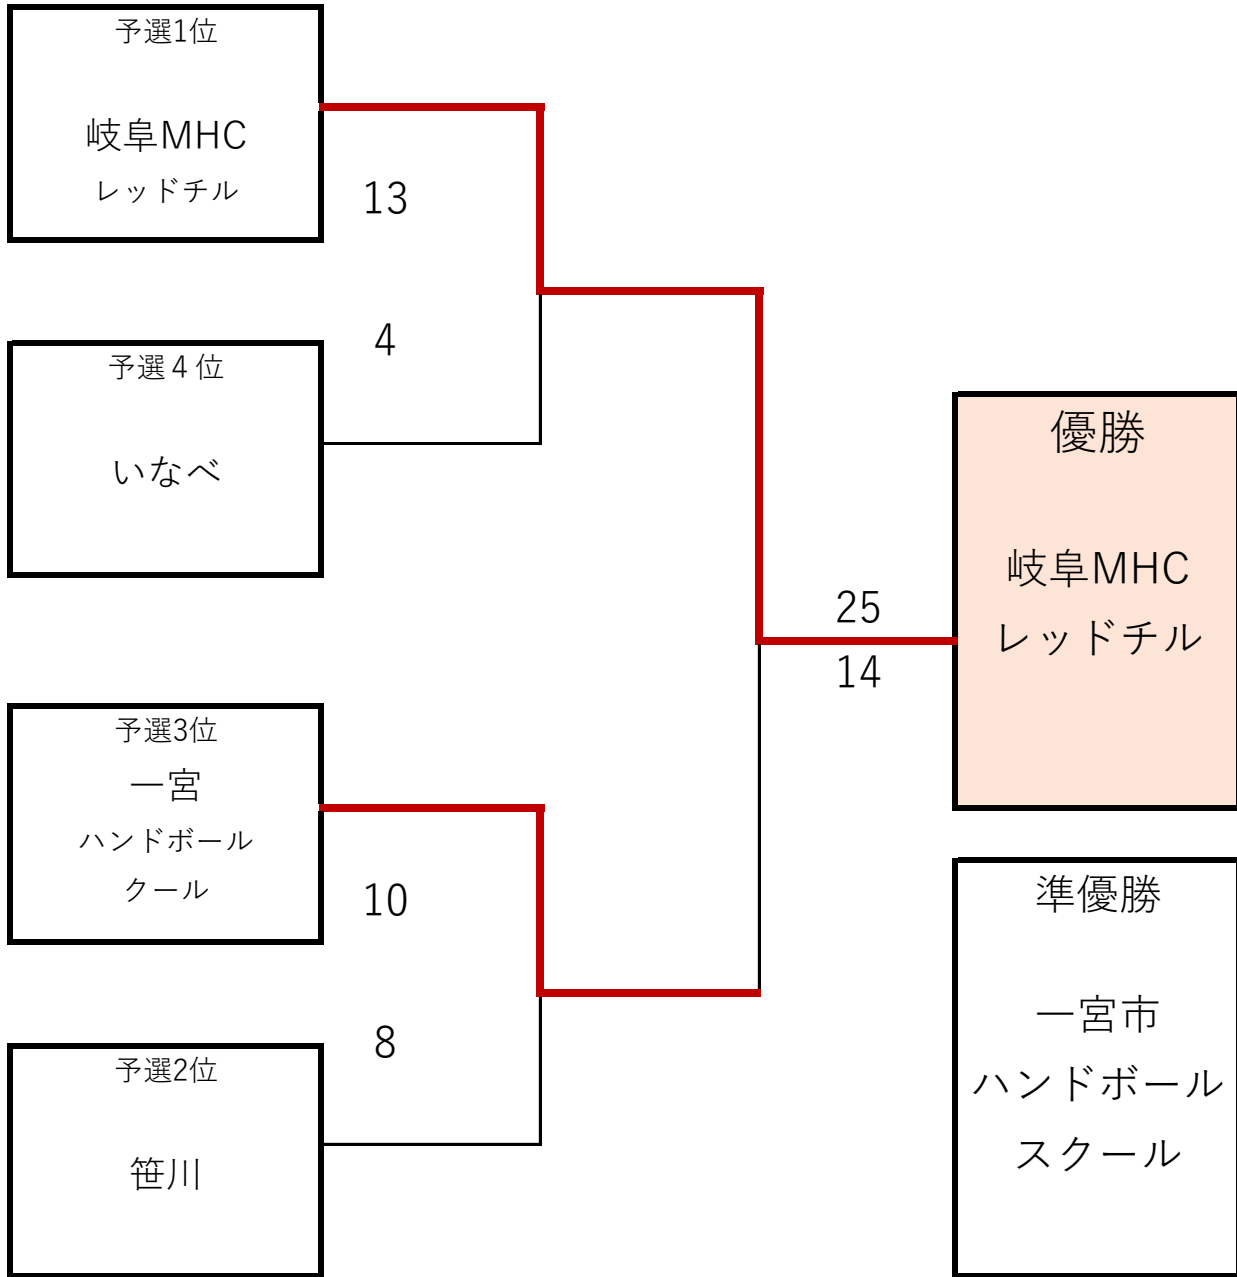 予選1位
岐阜MHC
レッドチル
13
4
予選４位
いなべ
予選3位
一宮
ハンドボール
クール
10
8
予選2位
笹川
25
14
優勝
岐阜MHC
レッドチル
準優勝
一宮市
ハンドボール
スクール